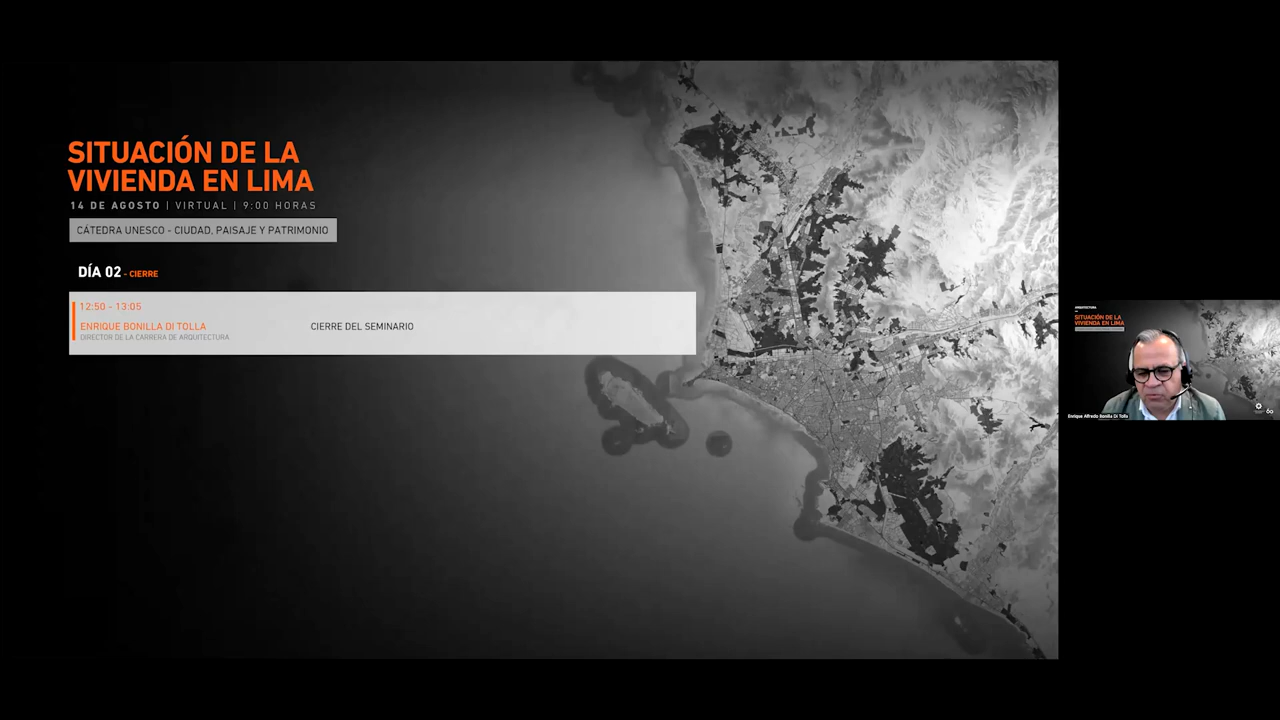 SITUACIÓN DE LA
VIVIENDA EN LIMA
14 DE AGOSTO | VIRTUAL | 9:00 HORAS
CÁTEDRA UNESCO - CIUDAD, PAISAJE Y PATRIMONIO
DÍA 02 - CIERRE
12:50 - 13:05
ENRIQUE BONILLA DI TOLLA
DIRECTOR DE LA CARRERA DE ARQUITECTURA
CIERRE DEL SEMINARIO
ARQUITECTURA
SITUACIÓN DE LA
VIVIENDA EN LIMA
Enrique Alfredo Bonilla Di Tolla